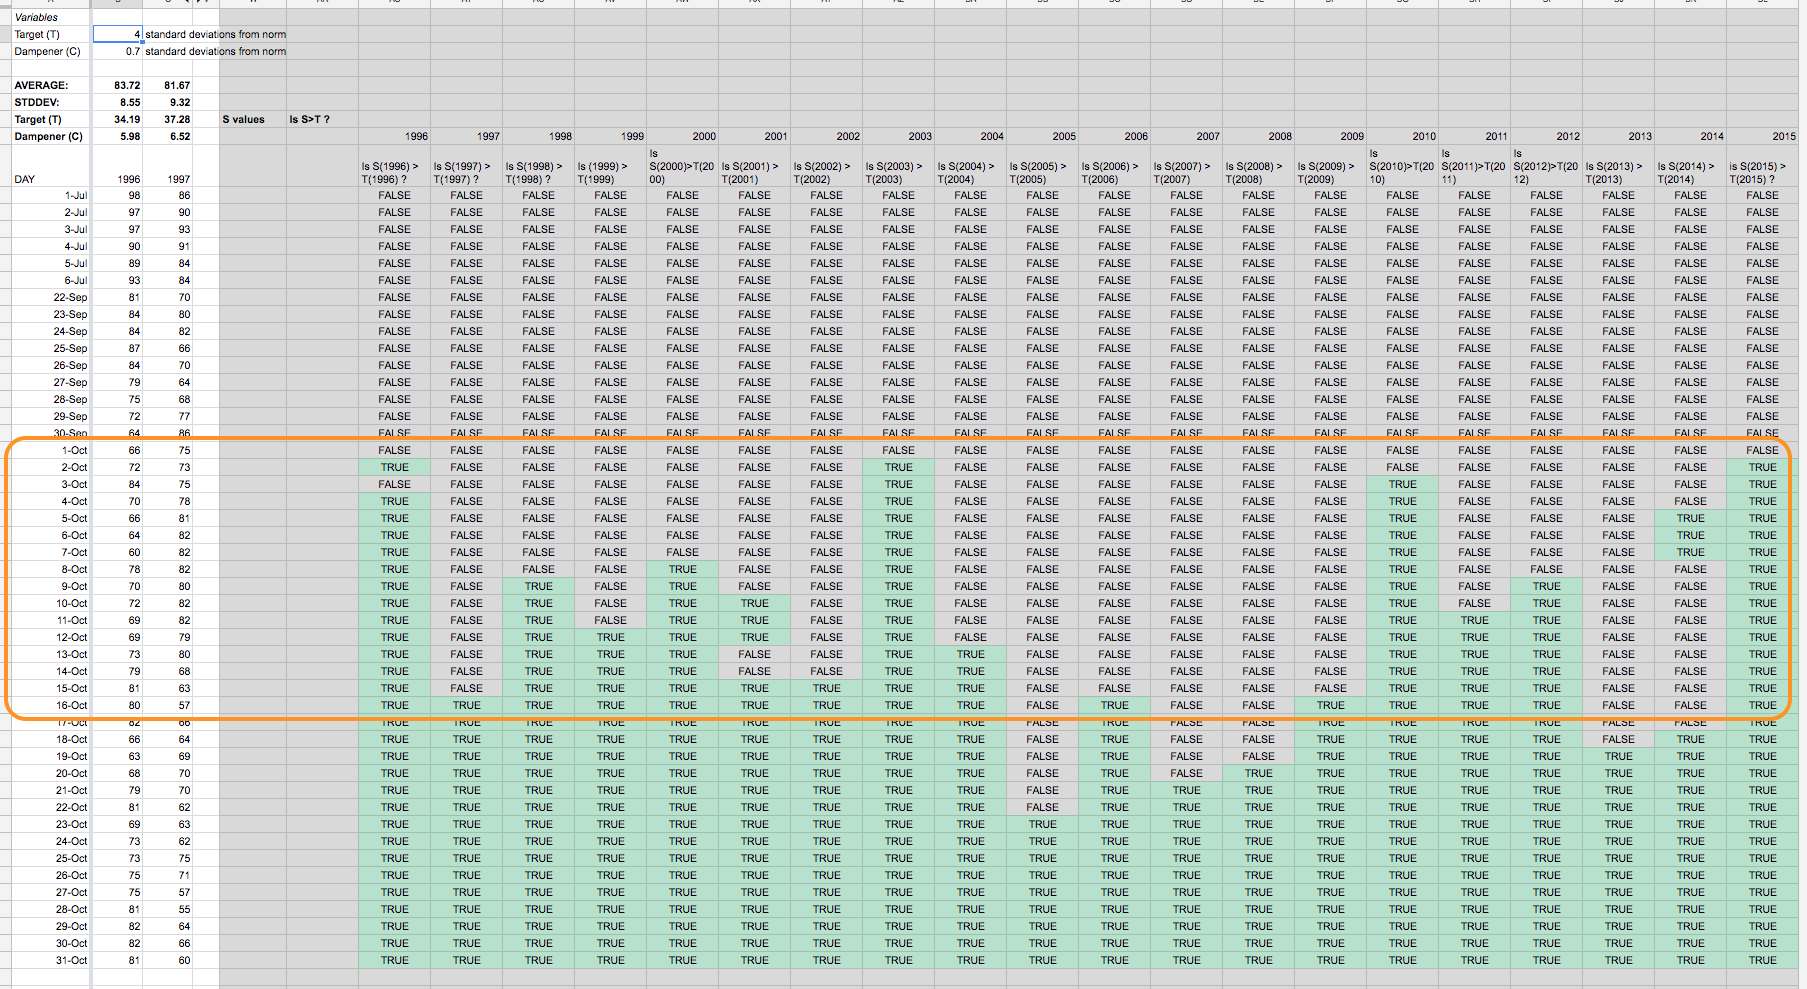 Variables
Target (T) 4 standard deviations from norm
Dampener (C) 0.7 standard deviations from norm
AVERAGE: 83.72 81.67
STDDEV: 8.55 9.32
Target (T) 34.19 37.28 S values Is S>T ?
Dampener (C) 5.98 6.52 1996 1997 1998 1999 2000 2001 2002 2003 2004 2005 2006 2007 2008 2009 2010 2011 2012 2013 2014 2015
Is Is Is Is
Is S(1996) > Is S(1997) > Is S(1998) > Is (1999) > S(2000)>T(20 Is S(2001) > Is S(2002) > Is S(2003) > Is S(2004) > Is S(2005) > Is S(2006) > Is S(2007) > Is S(2008) > Is S(2009) > S(2010)>T(20 S(2011)>T(20 S(2012)>T(20 Is S(2013) > Is S(2014) > is S(2015) >
DAY 1996 1997 T(1996) ? T(1997) ? T(1998) ? T(1999) 00) T(2001) T(2002) T(2003) T(2004) T(2005) T(2006) T(2007) T(2008) T(2009) 10) 11) 12) T(2013) T(2014) T(2015) ?
1-Jul 98 86 FALSE FALSE FALSE FALSE FALSE FALSE FALSE FALSE FALSE FALSE FALSE FALSE FALSE FALSE FALSE FALSE FALSE FALSE FALSE FALSE
2-Jul 97 90 FALSE FALSE FALSE FALSE FALSE FALSE FALSE FALSE FALSE FALSE FALSE FALSE FALSE FALSE FALSE FALSE FALSE FALSE FALSE FALSE
3-Jul 97 93 FALSE FALSE FALSE FALSE FALSE FALSE FALSE FALSE FALSE FALSE FALSE FALSE FALSE FALSE FALSE FALSE FALSE FALSE FALSE FALSE
4-Jul 90 91 FALSE FALSE FALSE FALSE FALSE FALSE FALSE FALSE FALSE FALSE FALSE FALSE FALSE FALSE FALSE FALSE FALSE FALSE FALSE FALSE
5-Jul 89 84 FALSE FALSE FALSE FALSE FALSE FALSE FALSE FALSE FALSE FALSE FALSE FALSE FALSE FALSE FALSE FALSE FALSE FALSE FALSE FALSE
6-Jul 93 84 FALSE FALSE FALSE FALSE FALSE FALSE FALSE FALSE FALSE FALSE FALSE FALSE FALSE FALSE FALSE FALSE FALSE FALSE FALSE FALSE
22-Sep 81 70 FALSE FALSE FALSE FALSE FALSE FALSE FALSE FALSE FALSE FALSE FALSE FALSE FALSE FALSE FALSE FALSE FALSE FALSE FALSE FALSE
23-Sep 84 80 FALSE FALSE FALSE FALSE FALSE FALSE FALSE FALSE FALSE FALSE FALSE FALSE FALSE FALSE FALSE FALSE FALSE FALSE FALSE FALSE
24-Sep 84 82 FALSE FALSE FALSE FALSE FALSE FALSE FALSE FALSE FALSE FALSE FALSE FALSE FALSE FALSE FALSE FALSE FALSE FALSE FALSE FALSE
25-Sep 87 66 FALSE FALSE FALSE FALSE FALSE FALSE FALSE FALSE FALSE FALSE FALSE FALSE FALSE FALSE FALSE FALSE FALSE FALSE FALSE FALSE
26-Sep 84 70 FALSE FALSE FALSE FALSE FALSE FALSE FALSE FALSE FALSE FALSE FALSE FALSE FALSE FALSE FALSE FALSE FALSE FALSE FALSE FALSE
27-Sep 79 64 FALSE FALSE FALSE FALSE FALSE FALSE FALSE FALSE FALSE FALSE FALSE FALSE FALSE FALSE FALSE FALSE FALSE FALSE FALSE FALSE
28-Sep 75 68 FALSE FALSE FALSE FALSE FALSE FALSE FALSE FALSE FALSE FALSE FALSE FALSE FALSE FALSE FALSE FALSE FALSE FALSE FALSE FALSE
29-Sep 72 77 FALSE FALSE FALSE FALSE FALSE FALSE FALSE FALSE FALSE FALSE FALSE FALSE FALSE FALSE FALSE FALSE FALSE FALSE FALSE FALSE
30-Sep 64 86 FALSE FALSE FALSE FALSE FALSE FALSE FALSE FALSE FALSE FALSE FALSE FALSE FALSE FALSE FALSE FALSE FALSE FALSE FALSE FALSE
1-Oct 66 75 FALSE FALSE FALSE FALSE FALSE FALSE FALSE FALSE FALSE FALSE FALSE FALSE FALSE FALSE FALSE FALSE FALSE FALSE FALSE FALSE
2-Oct 72 73 TRUE FALSE FALSE FALSE FALSE FALSE FALSE TRUE FALSE FALSE FALSE FALSE FALSE FALSE FALSE FALSE FALSE FALSE FALSE TRUE
3-Oct 84 75 FALSE FALSE FALSE FALSE FALSE FALSE FALSE TRUE FALSE FALSE FALSE FALSE FALSE FALSE TRUE FALSE FALSE FALSE FALSE TRUE
4-Oct 70 78 TRUE FALSE FALSE FALSE FALSE FALSE FALSE TRUE FALSE FALSE FALSE FALSE FALSE FALSE TRUE FALSE FALSE FALSE FALSE TRUE
5-Oct 66 81 TRUE FALSE FALSE FALSE FALSE FALSE FALSE TRUE FALSE FALSE FALSE FALSE FALSE FALSE TRUE FALSE FALSE FALSE TRUE TRUE
6-Oct 64 82 TRUE FALSE FALSE FALSE FALSE FALSE FALSE TRUE FALSE FALSE FALSE FALSE FALSE FALSE TRUE FALSE FALSE FALSE TRUE TRUE
7-Oct 60 82 TRUE FALSE FALSE FALSE FALSE FALSE FALSE TRUE FALSE FALSE FALSE FALSE FALSE FALSE TRUE FALSE FALSE FALSE TRUE TRUE
8-Oct 78 82 TRUE FALSE FALSE FALSE TRUE FALSE FALSE TRUE FALSE FALSE FALSE FALSE FALSE FALSE TRUE FALSE FALSE FALSE FALSE TRUE
9-Oct 70 80 TRUE FALSE TRUE FALSE TRUE FALSE FALSE TRUE FALSE FALSE FALSE FALSE FALSE FALSE TRUE FALSE TRUE FALSE FALSE TRUE
10-Oct 72 82 TRUE FALSE TRUE FALSE TRUE TRUE FALSE TRUE FALSE FALSE FALSE FALSE FALSE FALSE TRUE FALSE TRUE FALSE FALSE TRUE
11-Oct 69 82 TRUE FALSE TRUE FALSE TRUE TRUE FALSE TRUE FALSE FALSE FALSE FALSE FALSE FALSE TRUE TRUE TRUE FALSE FALSE TRUE
12-Oct 69 79 TRUE FALSE TRUE TRUE TRUE TRUE FALSE TRUE FALSE FALSE FALSE FALSE FALSE FALSE TRUE TRUE TRUE FALSE FALSE TRUE
13-Oct 73 80 TRUE FALSE TRUE TRUE TRUE FALSE FALSE TRUE TRUE FALSE FALSE FALSE FALSE FALSE TRUE TRUE TRUE FALSE FALSE TRUE
14-Oct 79 68 TRUE FALSE TRUE TRUE TRUE FALSE FALSE TRUE TRUE FALSE FALSE FALSE FALSE FALSE TRUE TRUE TRUE FALSE FALSE TRUE
15-Oct 81 63 TRUE FALSE TRUE TRUE TRUE TRUE TRUE TRUE TRUE FALSE FALSE FALSE FALSE FALSE TRUE TRUE TRUE FALSE FALSE TRUE
16-Oct 80 57 TRUE TRUE TRUE TRUE TRUE TRUE TRUE TRUE TRUE FALSE TRUE FALSE FALSE TRUE TRUE TRUE TRUE FALSE FALSE TRUE
17-Oct 82 66 TRUE TRUE TRUE TRUE TRUE TRUE TRUE TRUE TRUE FALSE TRUE FALSE FALSE TRUE TRUE TRUE TRUE FALSE FALSE TRUE
18-Oct 66 64 TRUE TRUE TRUE TRUE TRUE TRUE TRUE TRUE TRUE FALSE TRUE FALSE FALSE TRUE TRUE TRUE TRUE FALSE TRUE TRUE
19-Oct 63 69 TRUE TRUE TRUE TRUE TRUE TRUE TRUE TRUE TRUE FALSE TRUE FALSE FALSE TRUE TRUE TRUE TRUE TRUE TRUE TRUE
20-Oct 68 70 TRUE TRUE TRUE TRUE TRUE TRUE TRUE TRUE TRUE FALSE TRUE FALSE TRUE TRUE TRUE TRUE TRUE TRUE TRUE TRUE
21-Oct 79 70 TRUE TRUE TRUE TRUE TRUE TRUE TRUE TRUE TRUE FALSE TRUE TRUE TRUE TRUE TRUE TRUE TRUE TRUE TRUE TRUE
22-Oct 81 62 TRUE TRUE TRUE TRUE TRUE TRUE TRUE TRUE TRUE FALSE TRUE TRUE TRUE TRUE TRUE TRUE TRUE TRUE TRUE TRUE
23-Oct 69 63 TRUE TRUE TRUE TRUE TRUE TRUE TRUE TRUE TRUE TRUE TRUE TRUE TRUE TRUE TRUE TRUE TRUE TRUE TRUE TRUE
24-Oct 73 62 TRUE TRUE TRUE TRUE TRUE TRUE TRUE TRUE TRUE TRUE TRUE TRUE TRUE TRUE TRUE TRUE TRUE TRUE TRUE TRUE
25-Oct 73 75 TRUE TRUE TRUE TRUE TRUE TRUE TRUE TRUE TRUE TRUE TRUE TRUE TRUE TRUE TRUE TRUE TRUE TRUE TRUE TRUE
26-Oct 75 71 TRUE TRUE TRUE TRUE TRUE TRUE TRUE TRUE TRUE TRUE TRUE TRUE TRUE TRUE TRUE TRUE TRUE TRUE TRUE TRUE
27-Oct 75 57 TRUE TRUE TRUE TRUE TRUE TRUE TRUE TRUE TRUE TRUE TRUE TRUE TRUE TRUE TRUE TRUE TRUE TRUE TRUE TRUE
28-Oct 81 55 TRUE TRUE TRUE TRUE TRUE TRUE TRUE TRUE TRUE TRUE TRUE TRUE TRUE TRUE TRUE TRUE TRUE TRUE TRUE TRUE
29-Oct 82 64 TRUE TRUE TRUE TRUE TRUE TRUE TRUE TRUE TRUE TRUE TRUE TRUE TRUE TRUE TRUE TRUE TRUE TRUE TRUE TRUE
30-Oct 82 66 TRUE TRUE TRUE TRUE TRUE TRUE TRUE TRUE TRUE TRUE TRUE TRUE TRUE TRUE TRUE TRUE TRUE TRUE TRUE TRUE
31-Oct 81 60 TRUE TRUE TRUE TRUE TRUE TRUE TRUE TRUE TRUE TRUE TRUE TRUE TRUE TRUE TRUE TRUE TRUE TRUE TRUE TRUE